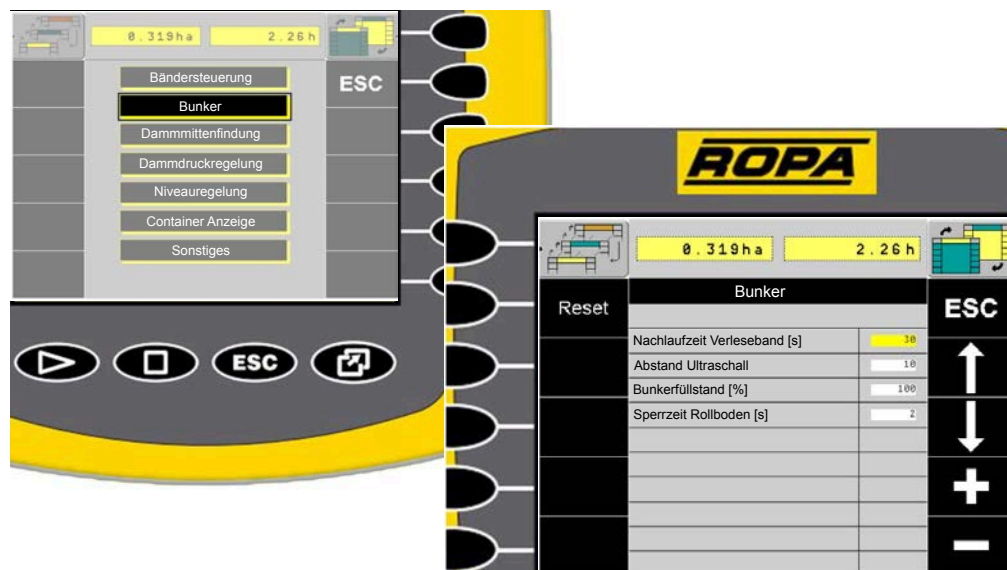 0.319ha 2.26h
Bändersteuerung
ESC
Bunker
Dammmittenfindung
Dammdruckregelung
Niveauregelung
Container Anzeige
Sonstiges
ESC
ROPA
0.319ha 2.26h
Reset
Bunker
ESC
Nachlaufzeit Verleseband [s] 30
Abstand Ultraschall 10
Bunkerfüllstand [%] 100
Sperrzeit Rollboden [s] 2